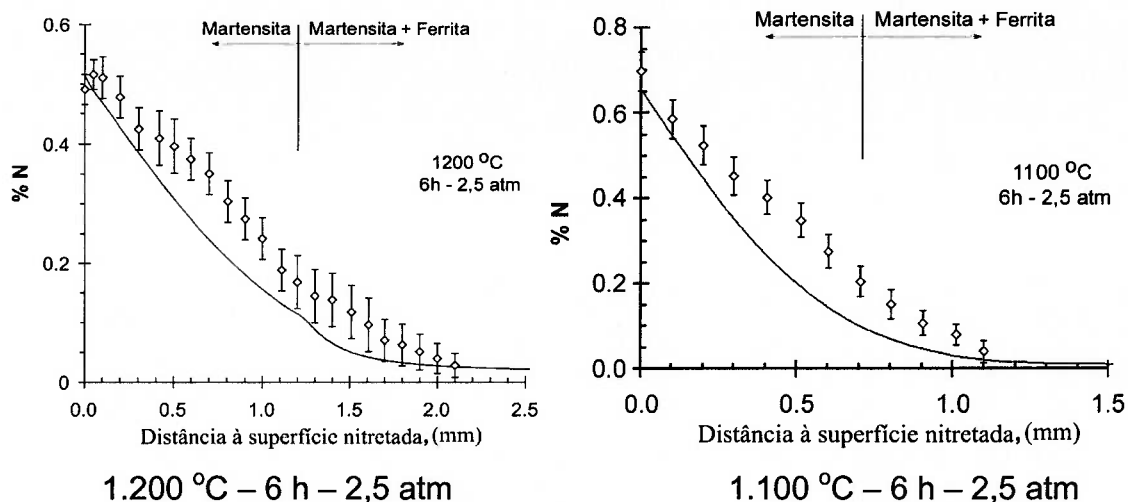 Martensita Martensita + Ferrita
0.6
0.4
0.2
0
% N
1200 °C
6h - 2,5 atm
0.0 0.5 1.0 1.5 2.0 2.5
Distância à superfície nitretada, (mm)
1.200 °C – 6 h – 2,5 atm
Martensita Martensita + Ferrita
0.8
0.6
0.4
0.2
0.0
% N
1100 °C
6h - 2,5 atm
0.0 0.5 1.0 1.5
Distância à superfície nitretada, (mm)
1.100 °C – 6 h – 2,5 atm